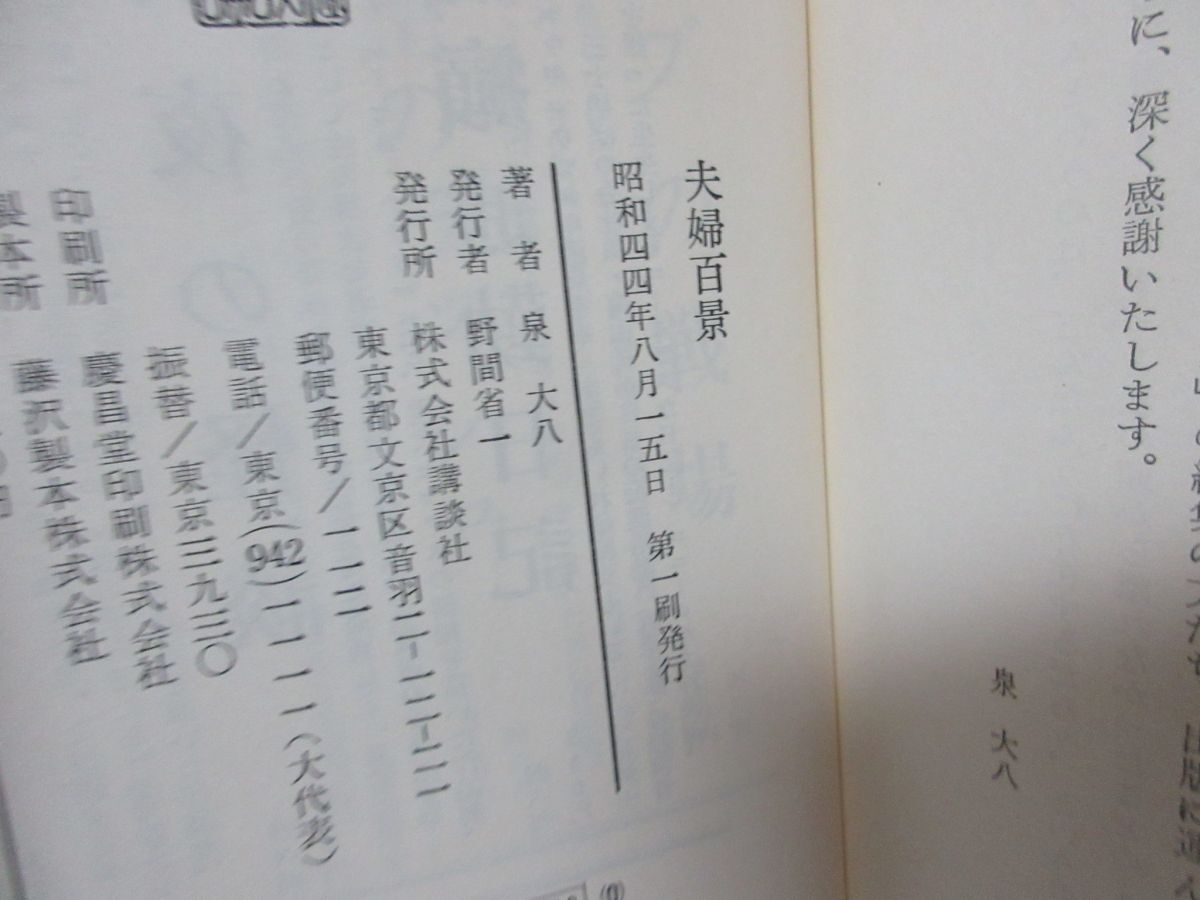 に、深く感謝いたします。
泉　大八
夫婦百景
昭和四四年八月一五日　第一刷発行
著　者　泉　大八
発行者　野間省一
発行所　株式会社講談社
東京都文京区音羽二－一二－二一
郵便番号／一一二
電話／東京(942)一一一一(大代表)
振替／東京三九三〇
印刷所　慶昌堂印刷株式会社
製本所　藤沢製本株式会社